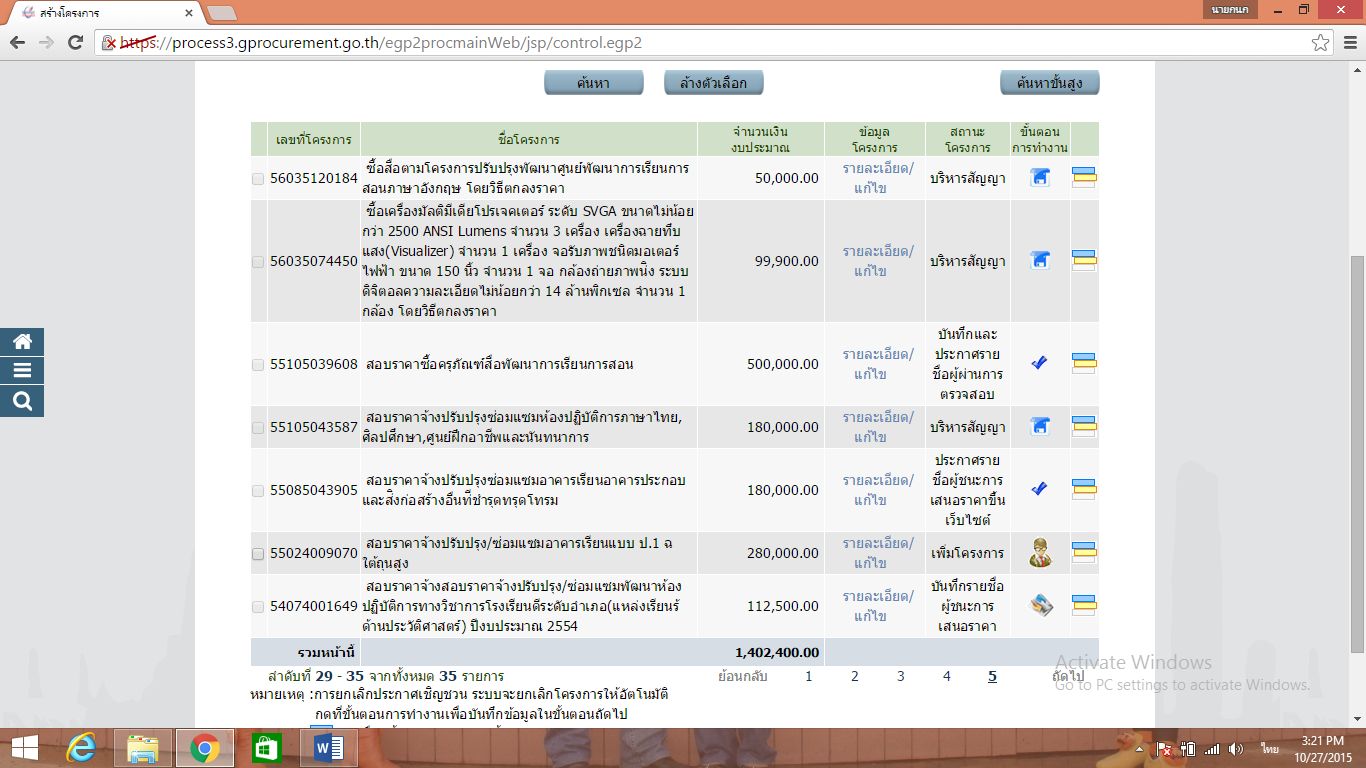 สร้างโครงการ
นายกนก
https://process3.gprocurement.go.th/egp2procmainWeb/jsp/control.egp2
ค้นหา ล้างตัวเลือก ค้นหาขั้นสูง
เลขที่โครงการ ชื่อโครงการ จำนวนเงิน ข้อมูล สถานะ ขั้นตอน
งบประมาณ โครงการ โครงการ การทำงาน
ซื้อสื่อตามโครงการปรับปรุงพัฒนาศูนย์พัฒนาการเรียนการ รายละเอียด/
56035120184 50,000.00 บริหารสัญญา
สอนภาษาอังกฤษ โดยวิธีตกลงราคา แก้ไข
ซื้อเครื่องมัลติมีเดียโปรเจคเตอร์ ระดับ SVGA ขนาดไม่น้อย
กว่า 2500 ANSI Lumens จำนวน 3 เครื่อง เครื่องฉายทึบ
แสง(Visualizer) จำนวน 1 เครื่อง จอรับภาพชนิดมอเตอร์ รายละเอียด/
56035074450 99,900.00 บริหารสัญญา
ไฟฟ้า ขนาด 150 นิ้ว จำนวน 1 จอ กล้องถ่ายภาพนิ่ง ระบบ แก้ไข
ดิจิตอลความละเอียดไม่น้อยกว่า 14 ล้านพิกเซล จำนวน 1
กล้อง โดยวิธีตกลงราคา
บันทึกและ
รายละเอียด/ ประกาศราย
55105039608 สอบราคาซื้อครุภัณฑ์สื่อพัฒนาการเรียนการสอน 500,000.00
แก้ไข ชื่อผู้ผ่านการ
ตรวจสอบ
สอบราคาจ้างปรับปรุงซ่อมแซมห้องปฏิบัติการภาษาไทย, รายละเอียด/
55105043587 180,000.00 บริหารสัญญา
ศิลปศึกษา,ศูนย์ฝึกอาชีพและนันทนาการ แก้ไข
ประกาศราย
สอบราคาจ้างปรับปรุงซ่อมแซมอาคารเรียนอาคารประกอบ รายละเอียด/ ชื่อผู้ชนะการ
55085043905 180,000.00
และสิ่งก่อสร้างอื่นที่ชำรุดทรุดโทรม แก้ไข เสนอราคาขึ้น
เว็บไซต์
สอบราคาจ้างปรับปรุง/ซ่อมแซมอาคารเรียนแบบ ป.1 ฉ รายละเอียด/
55024009070 280,000.00 เพิ่มโครงการ
ใต้ถุนสูง แก้ไข
สอบราคาจ้างสอบราคาจ้างปรับปรุง/ซ่อมแซมพัฒนาห้อง รายละเอียด/ บันทึกรายชื่อ
54074001649 ปฏิบัติการทางวิชาการโรงเรียนดีระดับอำเภอ(แหล่งเรียนรู้ 112,500.00 ผู้ชนะการ
ด้านประวัติศาสตร์) ปีงบประมาณ 2554 แก้ไข เสนอราคา
รวมหน้านี้ 1,402,400.00
ลำดับที่ 29 - 35 จากทั้งหมด 35 รายการ ย้อนกลับ 1 2 3 4 5 ถัดไป
Activate Windows
Go to PC settings to activate Windows.
หมายเหตุ :การยกเลิกประกาศเชิญชวน ระบบจะยกเลิกโครงการให้อัตโนมัติ
กดที่ขั้นตอนการทำงานเพื่อบันทึกข้อมูลในขั้นตอนถัดไป
ไทย 3:21 PM
10/27/2015